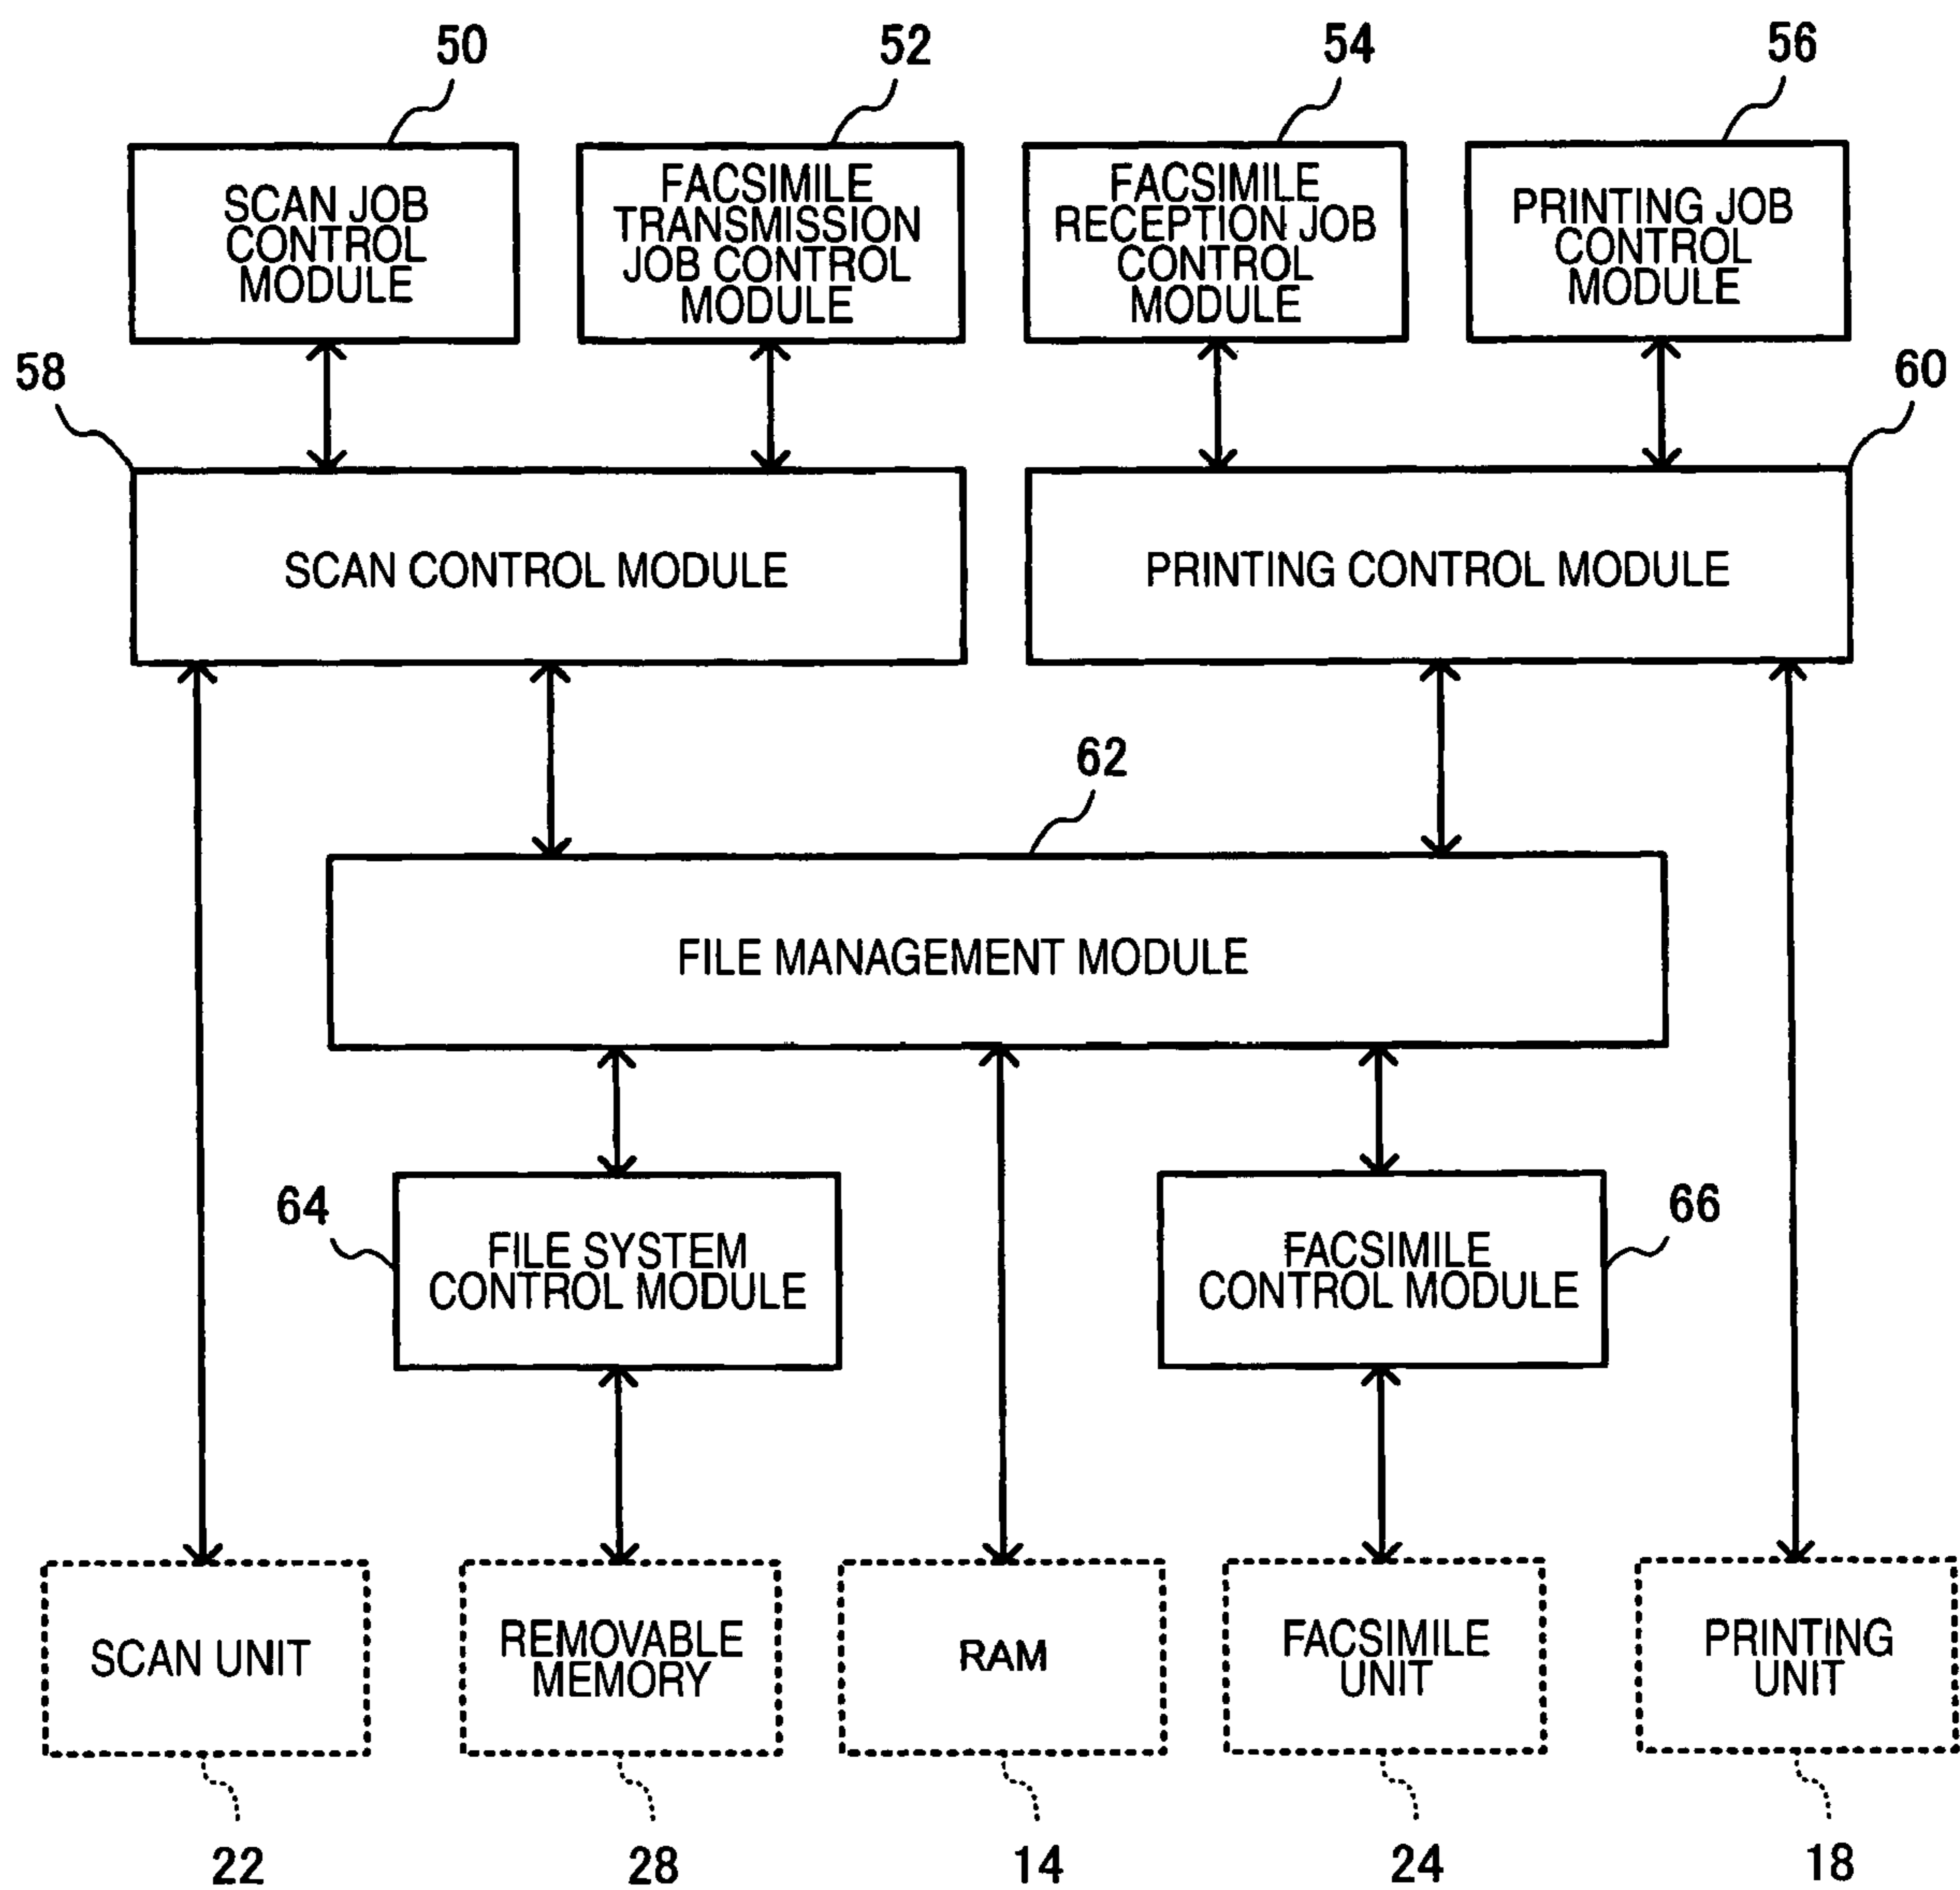 50
52
54
56
SCAN JOB
CONTROL
MODULE
FACSIMILE
TRANSMISSION
JOB CONTROL
MODULE
FACSIMILE
RECEPTION JOB
CONTROL
MODULE
PRINTING JOB
CONTROL
MODULE
58
60
SCAN CONTROL MODULE
PRINTING CONTROL MODULE
62
FILE MANAGEMENT MODULE
64
FILE SYSTEM
CONTROL MODULE
FACSIMILE
CONTROL MODULE
66
SCAN UNIT
REMOVABLE
MEMORY
RAM
FACSIMILE
UNIT
PRINTING
UNIT
22
28
14
24
18